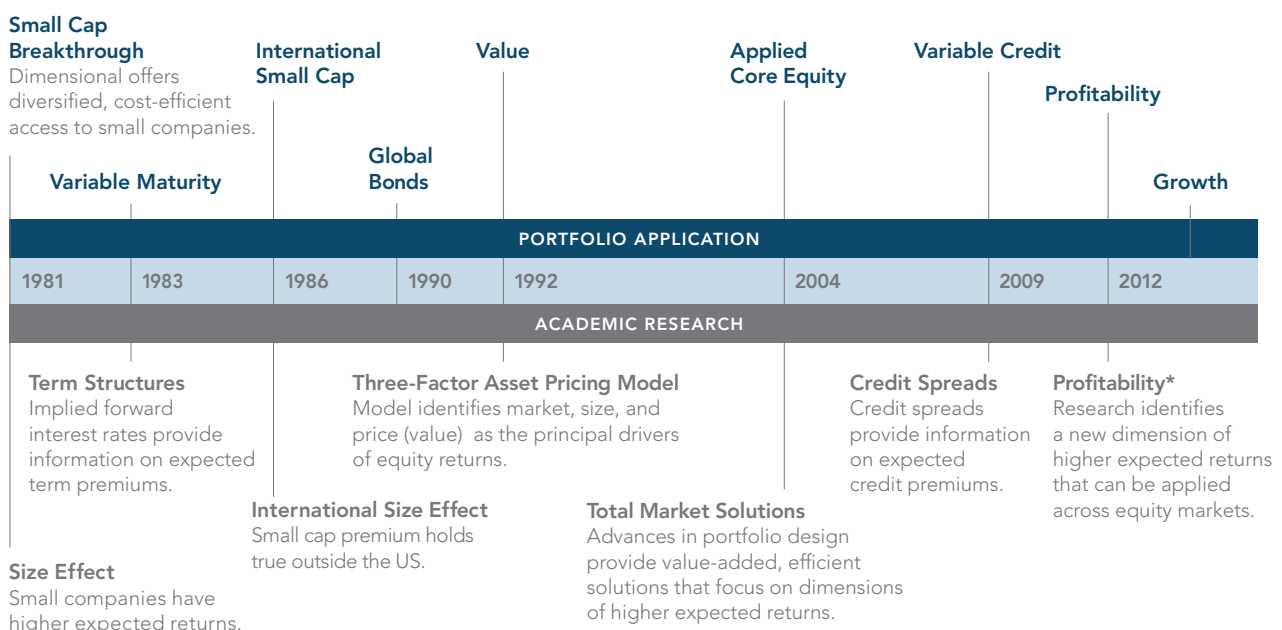 Small Cap
Breakthrough
Dimensional offers
diversified, cost-efficient
access to small companies.
Variable Maturity
International
Small Cap
Global
Bonds
Value
Applied
Core Equity
Variable Credit
Profitability
Growth
PORTFOLIO APPLICATION
1981
1983
1986
1990
1992
2004
2009
2012
ACADEMIC RESEARCH
Size Effect
Small companies have
higher expected returns.
Term Structures
Implied forward
interest rates provide
information on expected
term premiums.
International Size Effect
Small cap premium holds
true outside the US.
Three-Factor Asset Pricing Model
Model identifies market, size, and
price (value) as the principal drivers
of equity returns.
Total Market Solutions
Advances in portfolio design
provide value-added, efficient
solutions that focus on dimensions
of higher expected returns.
Credit Spreads
Credit spreads
provide information
on expected
credit premiums.
Profitability*
Research identifies
a new dimension of
higher expected returns
that can be applied
across equity markets.